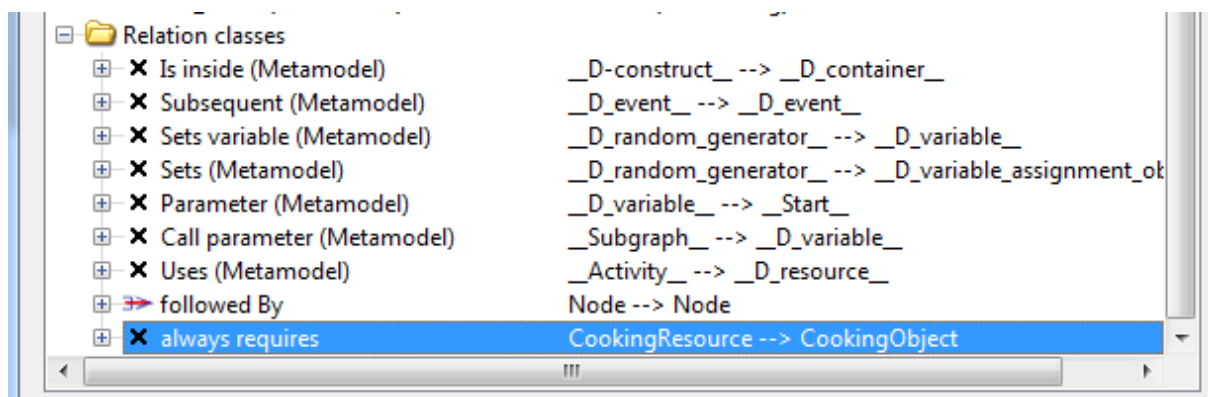 Relation classes
Is inside (Metamodel) __D-construct__ --> __D_container__
Subsequent (Metamodel) __D_event__ --> __D_event__
Sets variable (Metamodel) __D_random_generator__ --> __D_variable__
Sets (Metamodel) __D_random_generator__ --> __D_variable_assignment_ob
Parameter (Metamodel) __D_variable__ --> __Start__
Call parameter (Metamodel) __Subgraph__ --> __D_variable__
Uses (Metamodel) __Activity__ --> __D_resource__
followed By Node --> Node
always requires CookingResource --> CookingObject